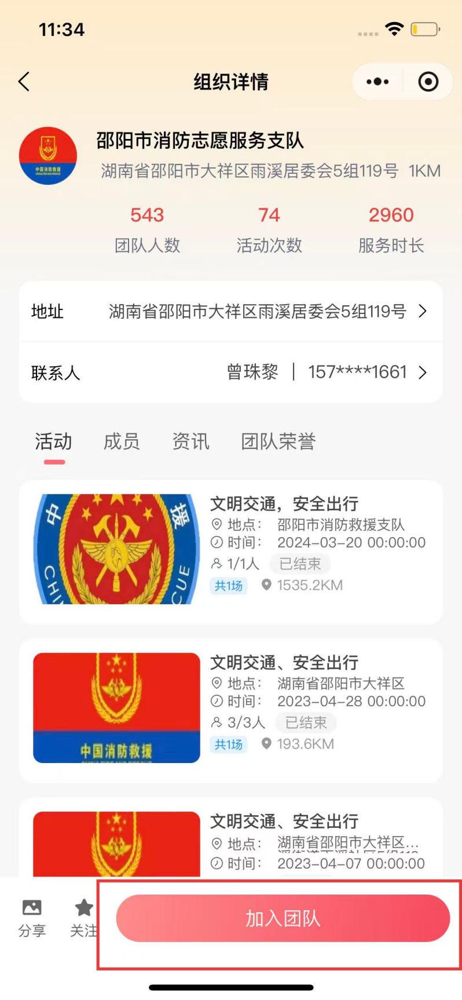 11:34
组织详情
邵阳市消防志愿服务支队
湖南省邵阳市大祥区雨溪居委会5组119号 1KM
543 74 2960
团队人数 活动次数 服务时长
地址 湖南省邵阳市大祥区雨溪居委会5组119号
联系人 曾珠黎 | 157****1661
活动 成员 资讯 团队荣誉
中 援
CHIN CUE
文明交通，安全出行
地点： 邵阳市消防救援支队
时间： 2024-03-20 00:00:00
1/1人 已结束
共1场 1535.2KM
中国消防救援
文明交通、安全出行
地点： 湖南省邵阳市大祥区
时间： 2023-04-28 00:00:00
3/3人 已结束
共1场 193.6KM
文明交通、安全出行
地点： 湖南省邵阳市大祥区...
时间： 2023-04-07 00:00:00
分享 关注 加入团队